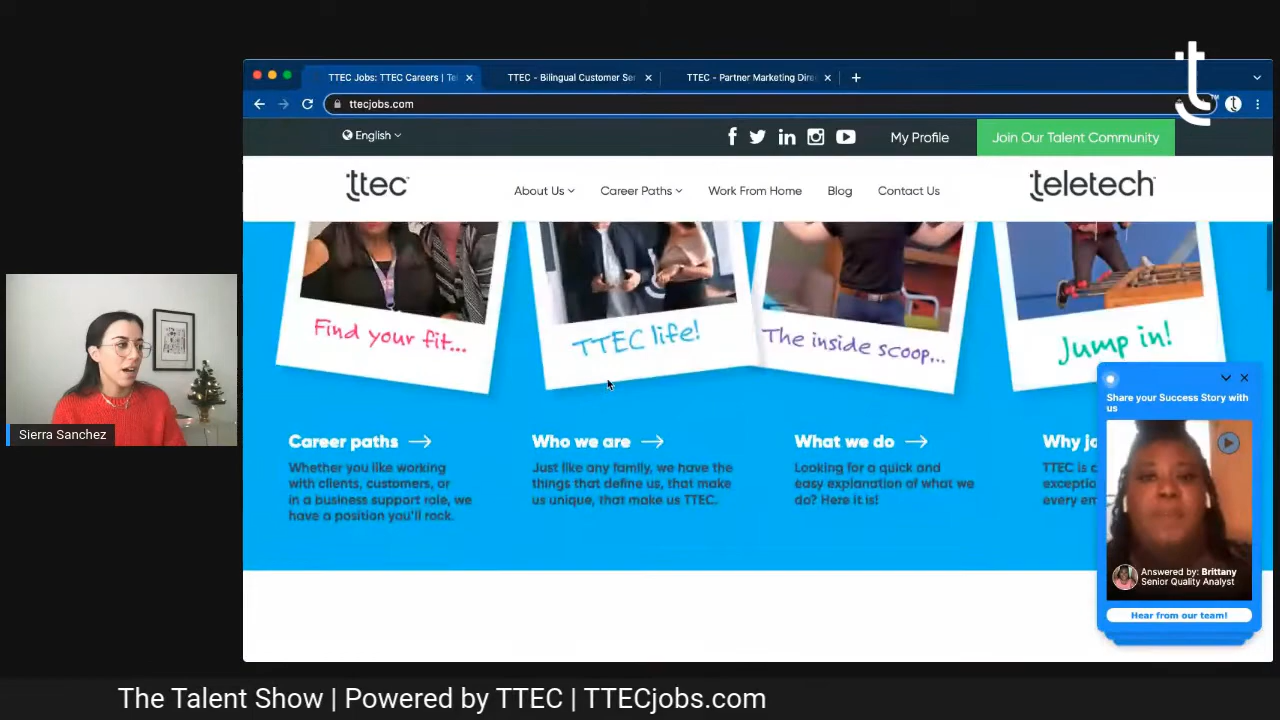 TTEC Jobs: TTEC Careers | Te
TTEC - Bilingual Customer Ser
TTEC - Partner Marketing Dire
ttecjobs.com
English
My Profile
Join Our Talent Community
ttec
About Us
Career Paths
Work From Home
Blog
Contact Us
teletech
Find your fit...
TTEC life!
The inside scoop...
Jump in!
Share your Success Story with
us
Career paths
Who we are
What we do
Why jo
Whether you like working
with clients, customers, or
in a business support role, we
have a position you'll rock.
Just like any family, we have the
things that define us, that make
us unique, that make us TTEC.
Looking for a quick and
easy explanation of what we
do? Here it is!
TTEC is c
exceptio
every em
Answered by: Brittany
Senior Quality Analyst
Hear from our team!
Sierra Sanchez
The Talent Show | Powered by TTEC | TTECjobs.com